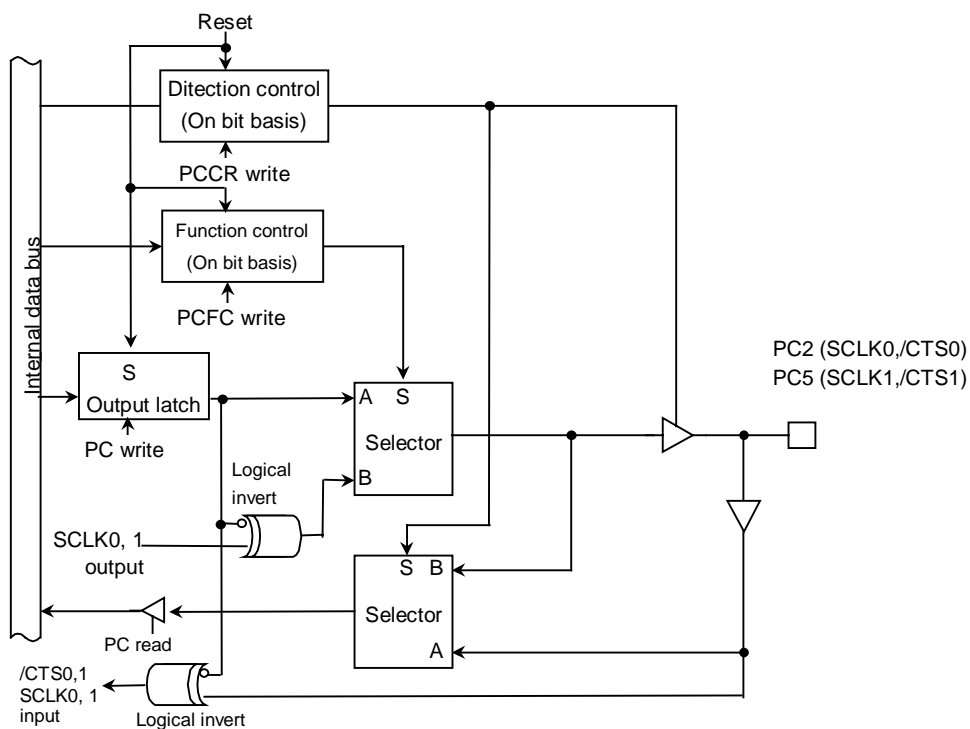 Reset
Ditection control
(On bit basis)
PCCR write
Function control
(On bit basis)
PCFC write
Internal data bus
S
Output latch
PC write
A S
Selector
B
PC2 (SCLK0,/CTS0)
PC5 (SCLK1,/CTS1)
Logical
invert
SCLK0, 1
output
S B
Selector
A
PC read
/CTS0,1
SCLK0, 1
input
Logical invert